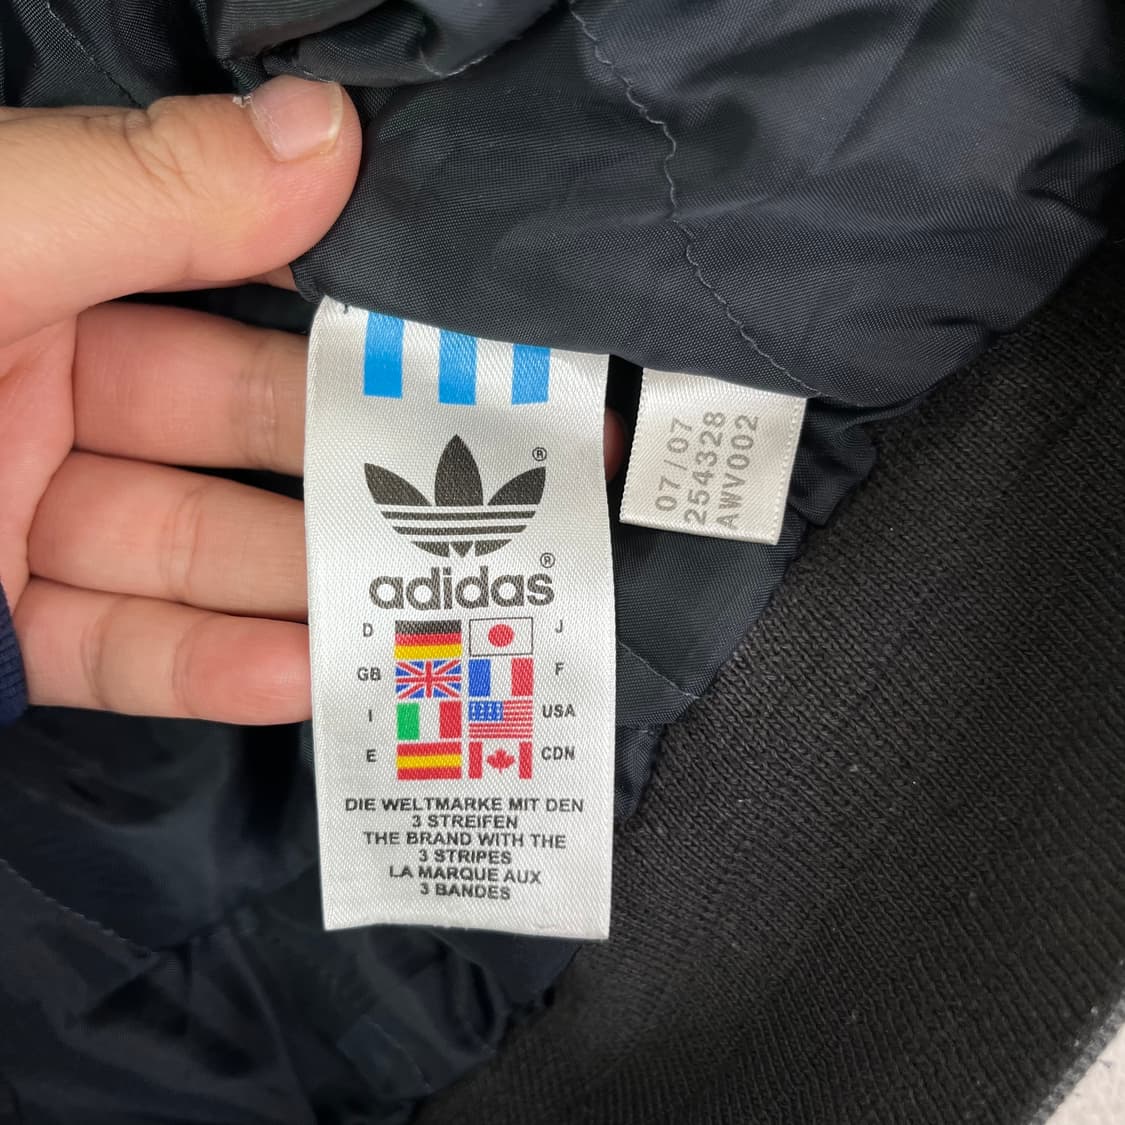 ®
adidas®
D
J
GB
F
I
USA
E
CDN
DIE WELTMARKE MIT DEN
3 STREIFEN
THE BRAND WITH THE
3 STRIPES
LA MARQUE AUX
3 BANDES
07/07
254328
AWV002